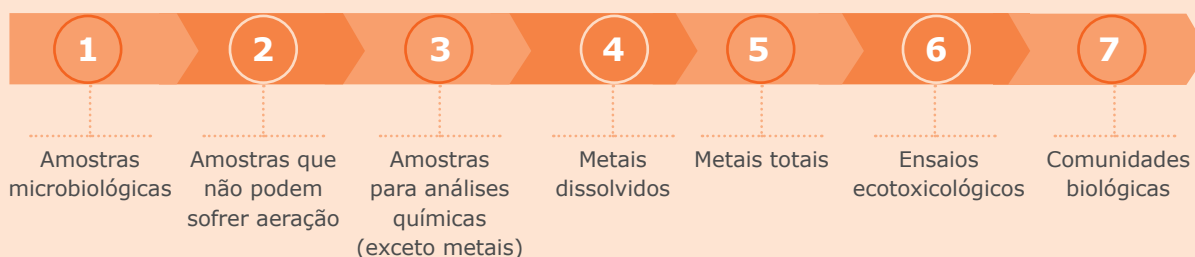 1
2
3
4
5
6
7
Amostras
microbiológicas
Amostras que
não podem
sofrer aeração
Amostras
para análises
químicas
(exceto metais)
Metais
dissolvidos
Metais totais
Ensaios
ecotoxicológicos
Comunidades
biológicas